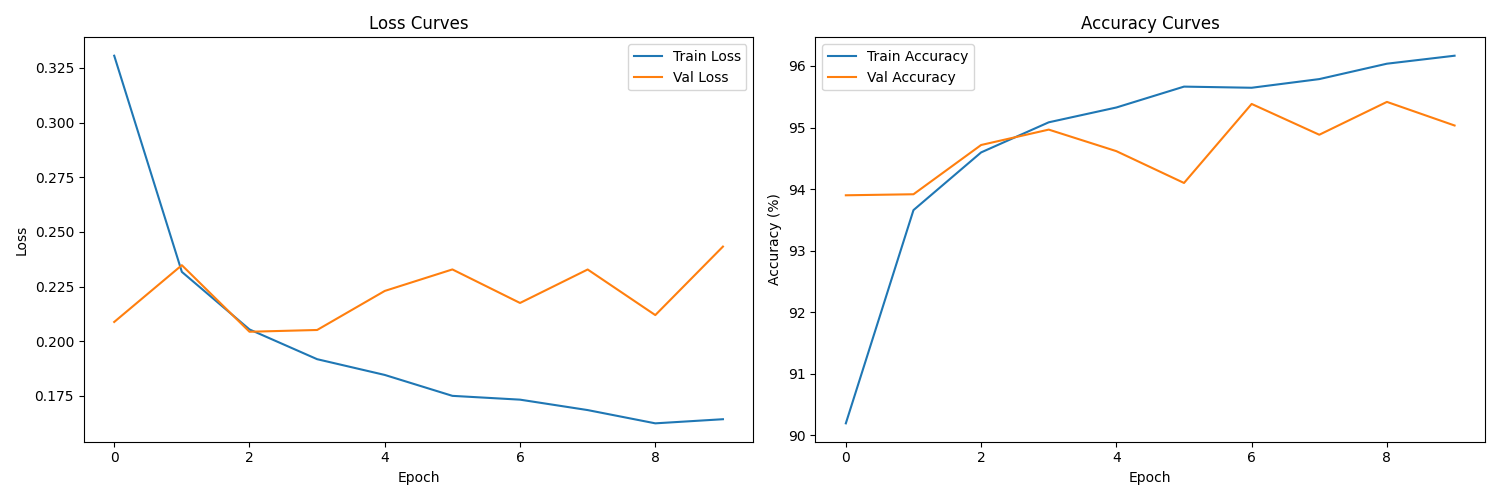 Loss Curves
Train Loss
Val Loss
0.325
0.300
0.275
0.250
0.225
0.200
0.175
Loss
0 2 4 6 8
Epoch
Accuracy Curves
Train Accuracy
Val Accuracy
96
95
94
93
92
91
90
Accuracy (%)
0 2 4 6 8
Epoch